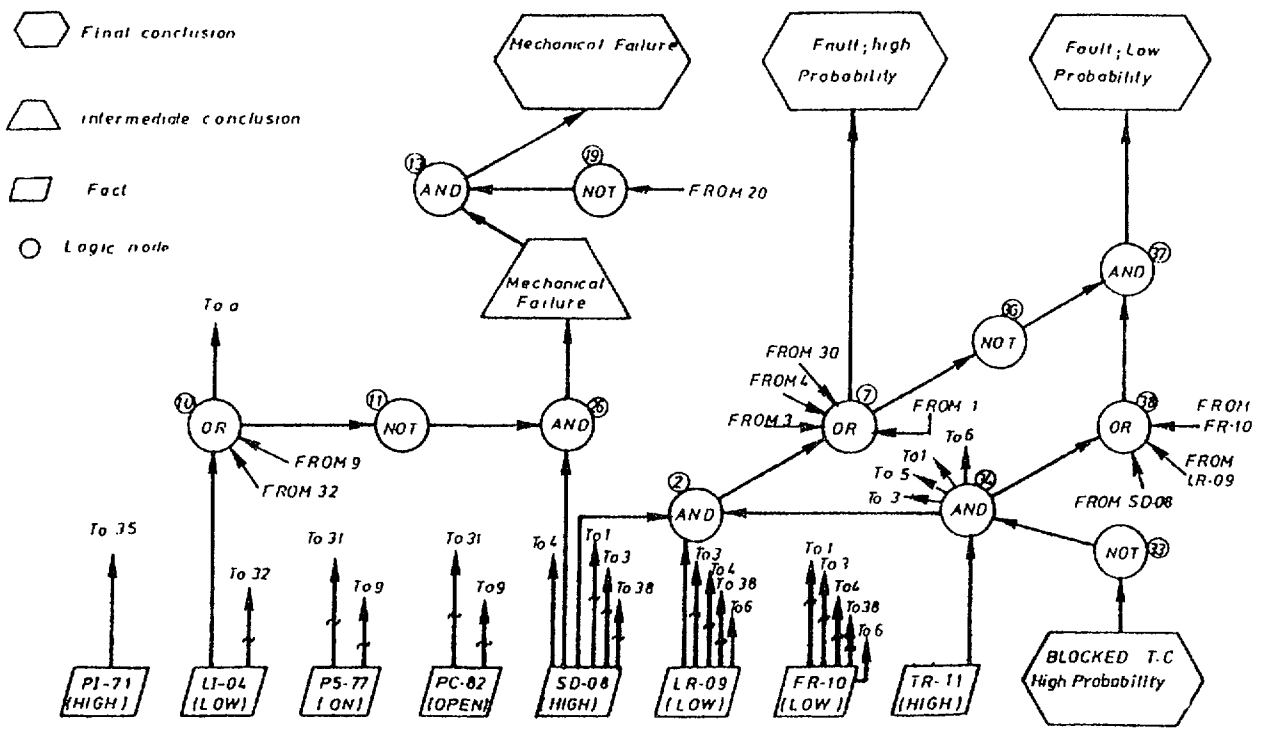 Final conclusion
intermediate conclusion
Fact
Logic node
Mechanical Failure
Fault; high
Probability
Fault; Low
Probability
13
AND
19
NOT
FROM 20
Mechanical
Failure
37
AND
36
NOT
To a
10
OR
11
NOT
26
AND
FROM 9
FROM 32
FROM 30
FROM 4
FROM 3
7
OR
FROM 1
38
OR
FROM
FR-10
FROM
LR-09
FROM SD-08
2
AND
To 6
To 1
To 5
To 3
34
AND
NOT
33
To 35
To 32
To 31
To 9
To 31
To 9
To 4
To 1
To 3
To 38
To 3
To 4
To 38
To 6
To 1
To 3
To 4
To 38
To 6
PI-71
(HIGH)
LI-04
(LOW)
PS-77
(ON)
PC-82
(OPEN)
SD-08
(HIGH)
LR-09
(LOW)
FR-10
(LOW)
TR-11
(HIGH)
BLOCKED T.C
High Probability